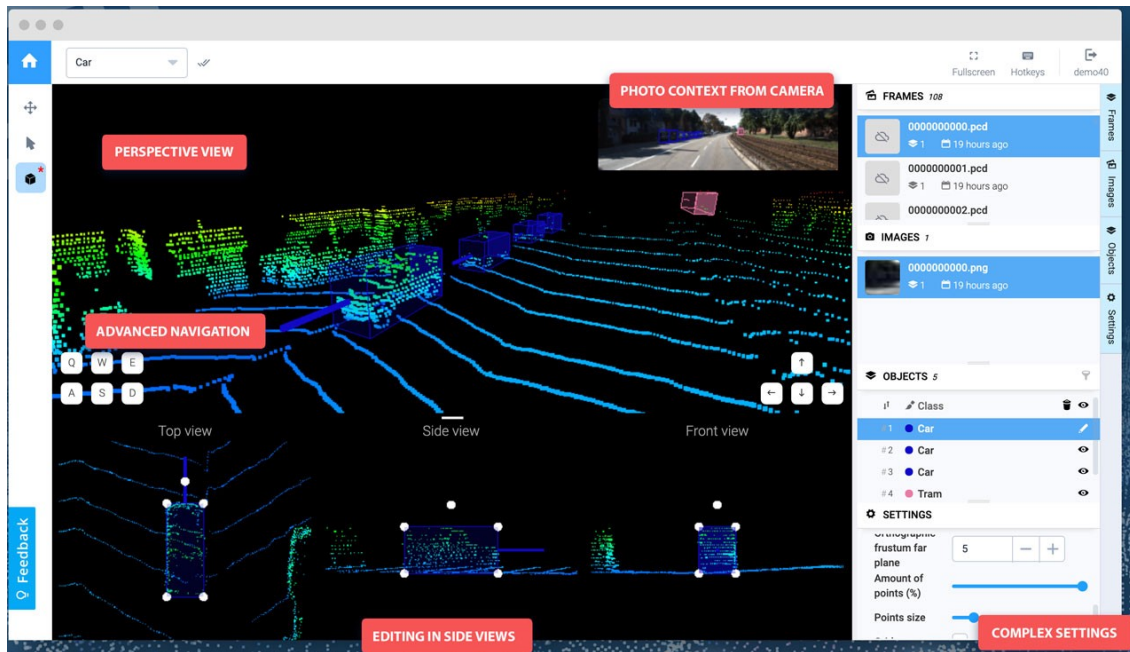 Car
Fullscreen
Hotkeys
demo40
PHOTO CONTEXT FROM CAMERA
PERSPECTIVE VIEW
ADVANCED NAVIGATION
Q W E
A S D
↑
← ↓ →
Top view
Side view
Front view
EDITING IN SIDE VIEWS
Feedback
FRAMES 108
0000000000.pcd
1 19 hours ago
0000000001.pcd
1 19 hours ago
0000000002.pcd
IMAGES 1
0000000000.png
1 19 hours ago
OBJECTS 5
Class
#1 Car
#2 Car
#3 Car
#4 Tram
SETTINGS
Orthographic
frustum far
plane
5 − +
Amount of
points (%)
Points size
COMPLEX SETTINGS
Frames
Images
Objects
Settings